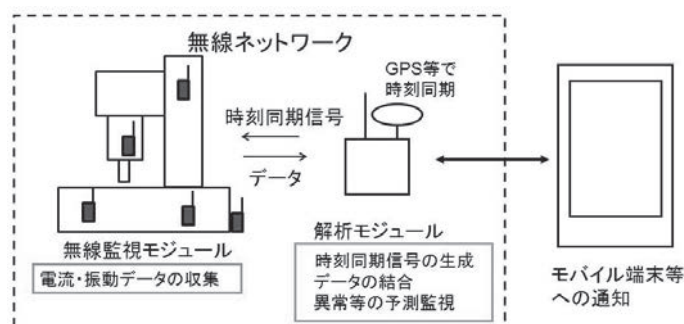 無線ネットワーク
GPS等で
時刻同期
時刻同期信号
データ
無線監視モジュール
電流・振動データの収集
解析モジュール
時刻同期信号の生成
データの結合
異常等の予測監視
モバイル端末等
への通知